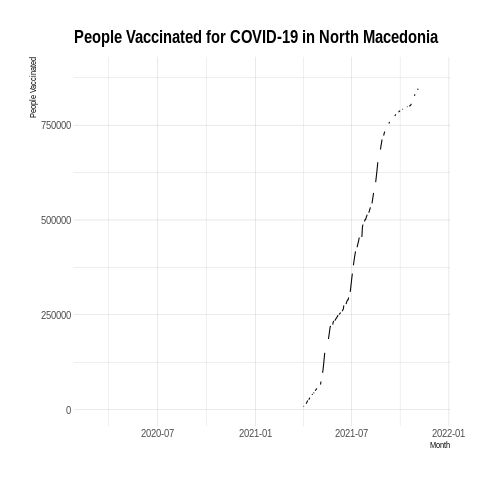 People Vaccinated for COVID-19 in North Macedonia
People Vaccinated
750000
500000
250000
0
2020-07 2021-01 2021-07 2022-01
Month